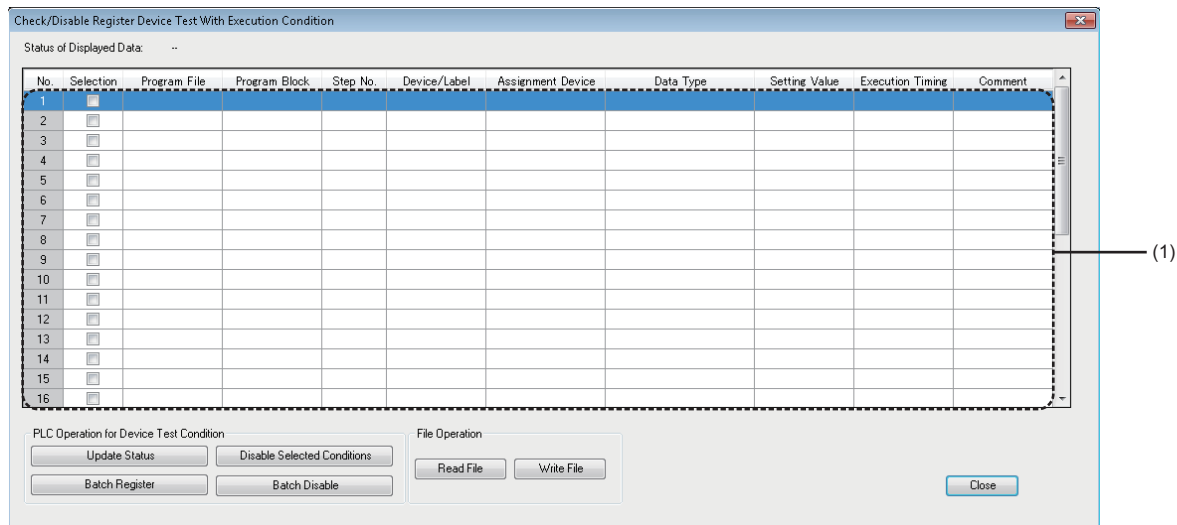 Check/Disable Register Device Test With Execution Condition
Status of Displayed Data: --
No. Selection Program File Program Block Step No. Device/Label Assignment Device Data Type Setting Value Execution Timing Comment
1
2
3
4
5
6
7
8
9
10
11
12
13
14
15
16
(1)
PLC Operation for Device Test Condition File Operation
Update Status Disable Selected Conditions
Read File Write File
Batch Register Batch Disable Close